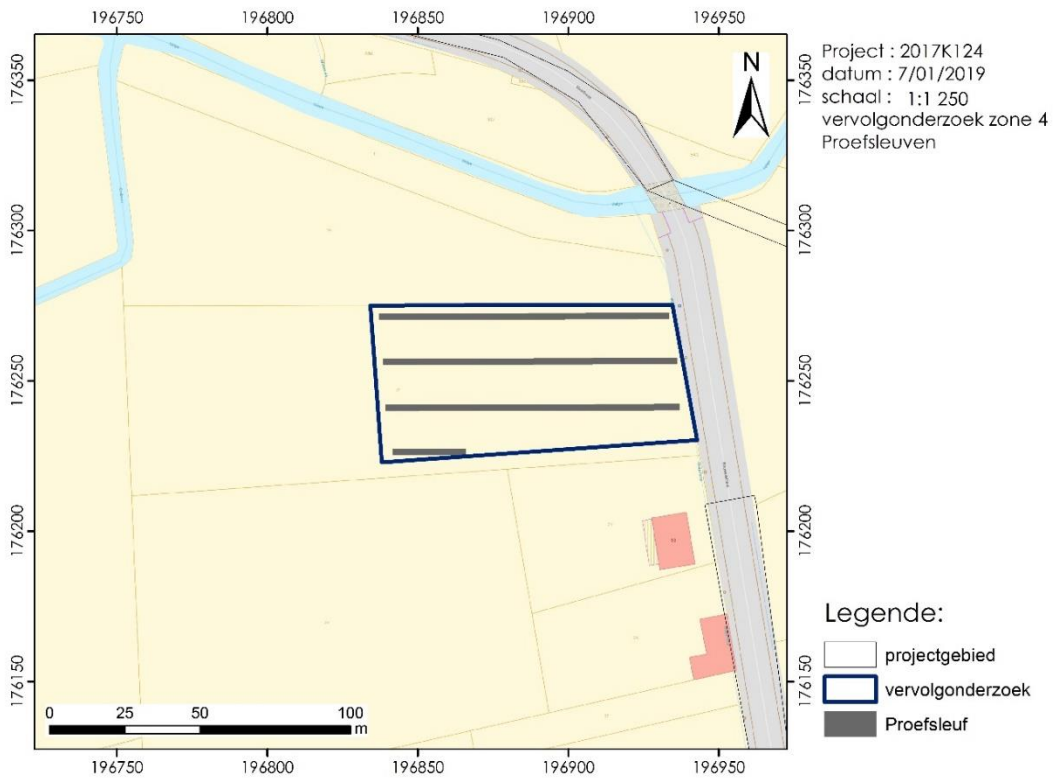 196750 196800 196850 196900 196950
176350 176350
176300 176300
176250 176250
176200 176200
176150 176150
N
0 25 50 100
m
196750 196800 196850 196900 196950
Project : 2017K124
datum : 7/01/2019
schaal : 1:1 250
vervolgonderzoek zone 4
Proefsleuven
Legende:
projectgebied
vervolgonderzoek
Proefsleuf